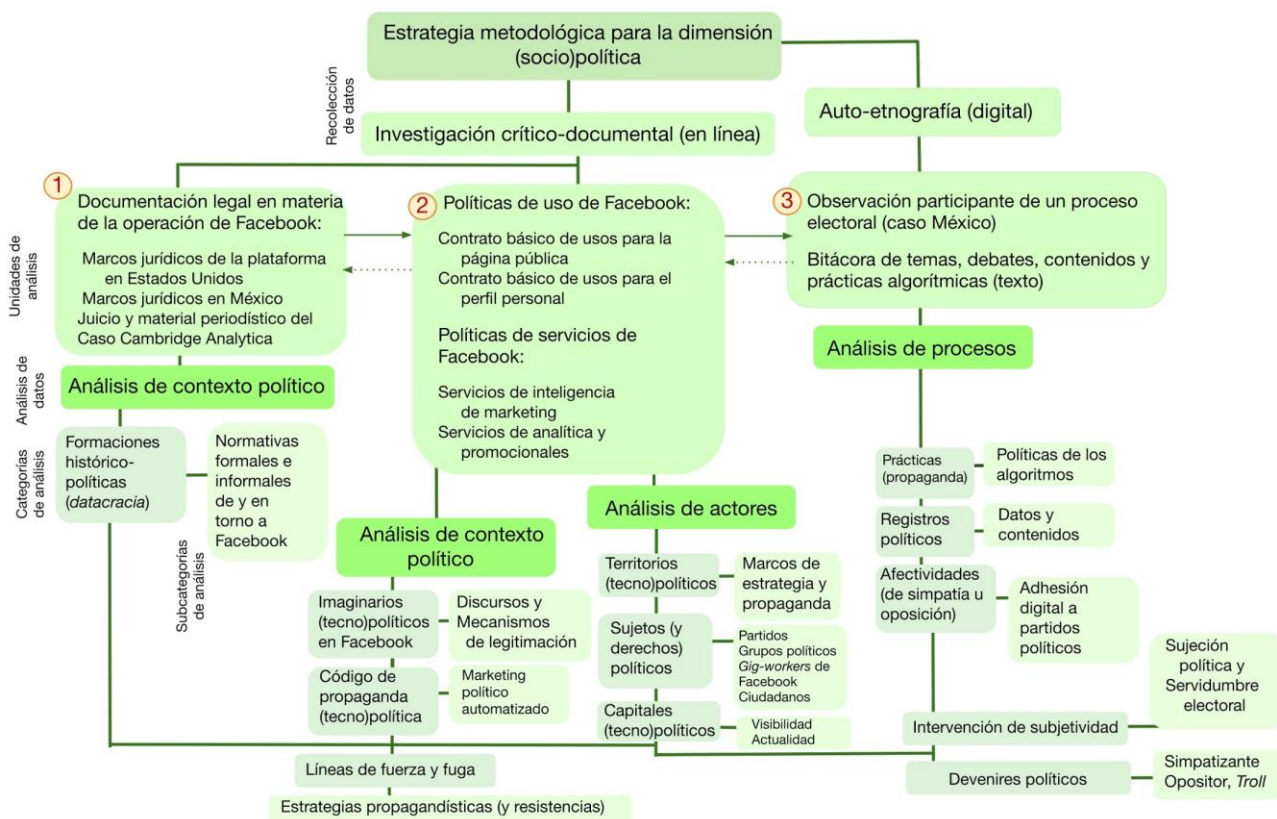 Estrategia metodológica para la dimensión
(socio)política
Recolección
de datos
Investigación crítico-documental (en línea)
Auto-etnografía (digital)
Unidades de
análisis
1
Documentación legal en materia
de la operación de Facebook:
Marcos jurídicos de la plataforma
en Estados Unidos
Marcos jurídicos en México
Juicio y material periodístico del
Caso Cambridge Analytica
2
Políticas de uso de Facebook:
Contrato básico de usos para la
página pública
Contrato básico de usos para el
perfil personal
Políticas de servicios de
Facebook:
Servicios de inteligencia
de marketing
Servicios de analítica y
promocionales
3
Observación participante de un proceso
electoral (caso México)
Bitácora de temas, debates, contenidos y
prácticas algorítmicas (texto)
Análisis de
datos
Análisis de contexto político
Análisis de contexto
político
Análisis de actores
Análisis de procesos
Categorías
de análisis
Formaciones
histórico-
políticas
(datacracia)
Subcategorías
de análisis
Normativas
formales e
informales
de y en
torno a
Facebook
Imaginarios
(tecno)políticos
en Facebook
Discursos y
Mecanismos
de legitimación
Código de
propaganda
(tecno)política
Marketing
político
automatizado
Territorios
(tecno)políticos
Marcos de
estrategia y
propaganda
Sujetos (y
derechos)
políticos
Partidos
Grupos políticos
Gig-workers de
Facebook
Ciudadanos
Capitales
(tecno)políticos
Visibilidad
Actualidad
Prácticas
(propaganda)
Políticas de los
algoritmos
Registros
políticos
Datos y
contenidos
Afectividades
(de simpatía u
oposición)
Adhesión
digital a
partidos
políticos
Intervención de subjetividad
Sujeción
política y
Servidumbre
electoral
Líneas de fuerza y fuga
Estrategias propagandísticas (y resistencias)
Devenires políticos
Simpatizante
Opositor, Troll